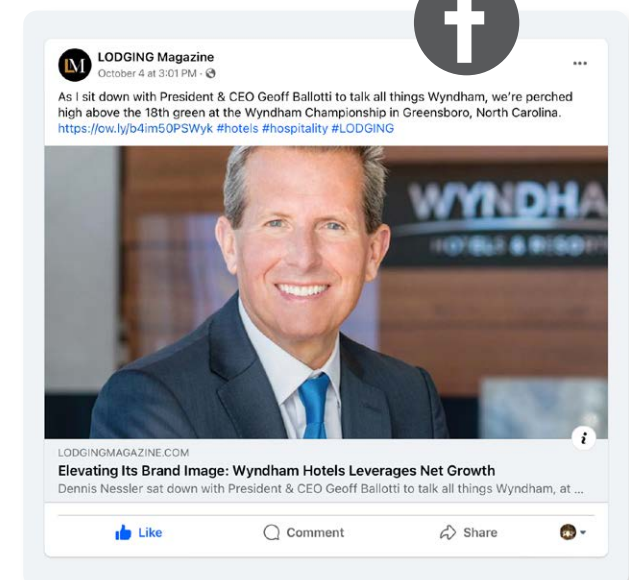 LM
LODGING Magazine
October 4 at 3:01 PM ·
As I sit down with President & CEO Geoff Ballotti to talk all things Wyndham, we're perched
high above the 18th green at the Wyndham Championship in Greensboro, North Carolina.
https://ow.ly/b4im50PSWyk #hotels #hospitality #LODGING
WYNDHA
HOTELS & RESOR
i
LODGINGMAGAZINE.COM
Elevating Its Brand Image: Wyndham Hotels Leverages Net Growth
Dennis Nessler sat down with President & CEO Geoff Ballotti to talk all things Wyndham, at ...
Like Comment Share